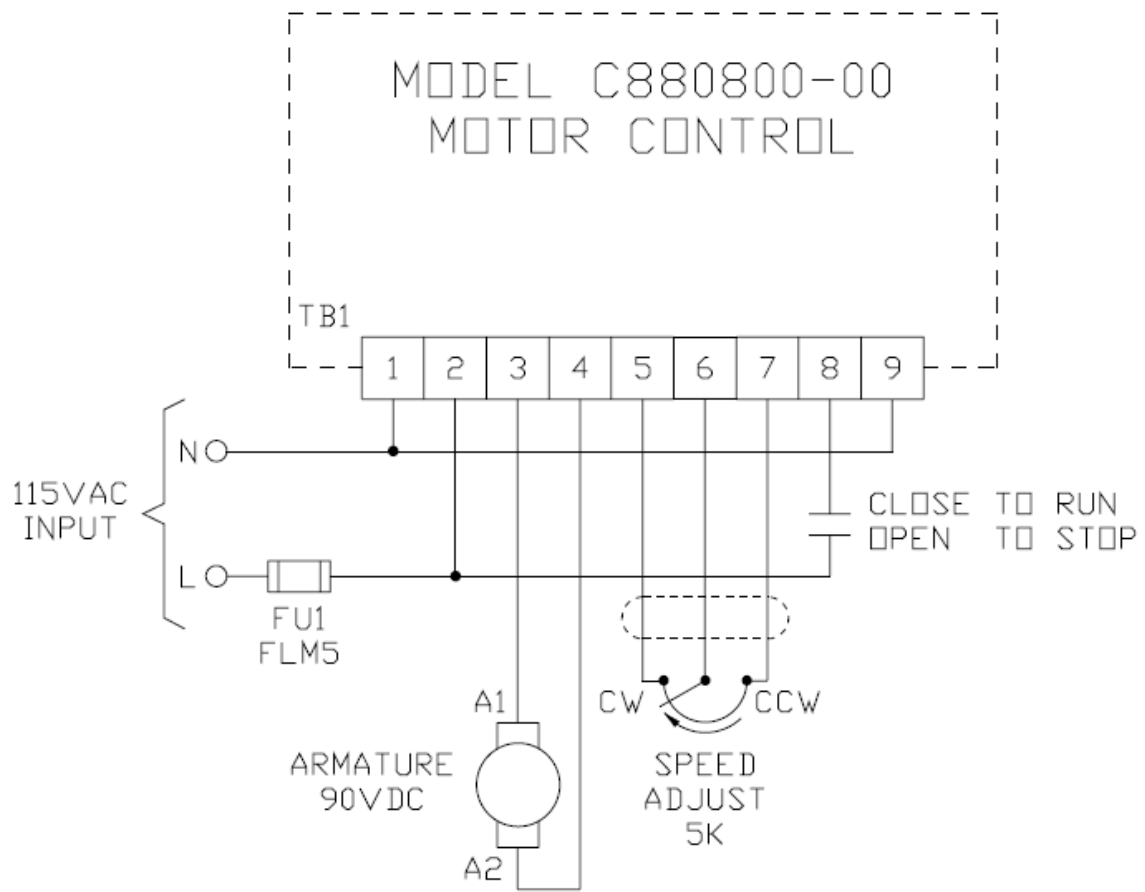 MODEL C880800-00
MOTOR CONTROL
TB1
1 2 3 4 5 6 7 8 9
N
115VAC
INPUT
L
FU1
FLM5
CLOSE TO RUN
OPEN TO STOP
CW
CCW
SPEED
ADJUST
5K
A1
ARMATURE
90VDC
A2